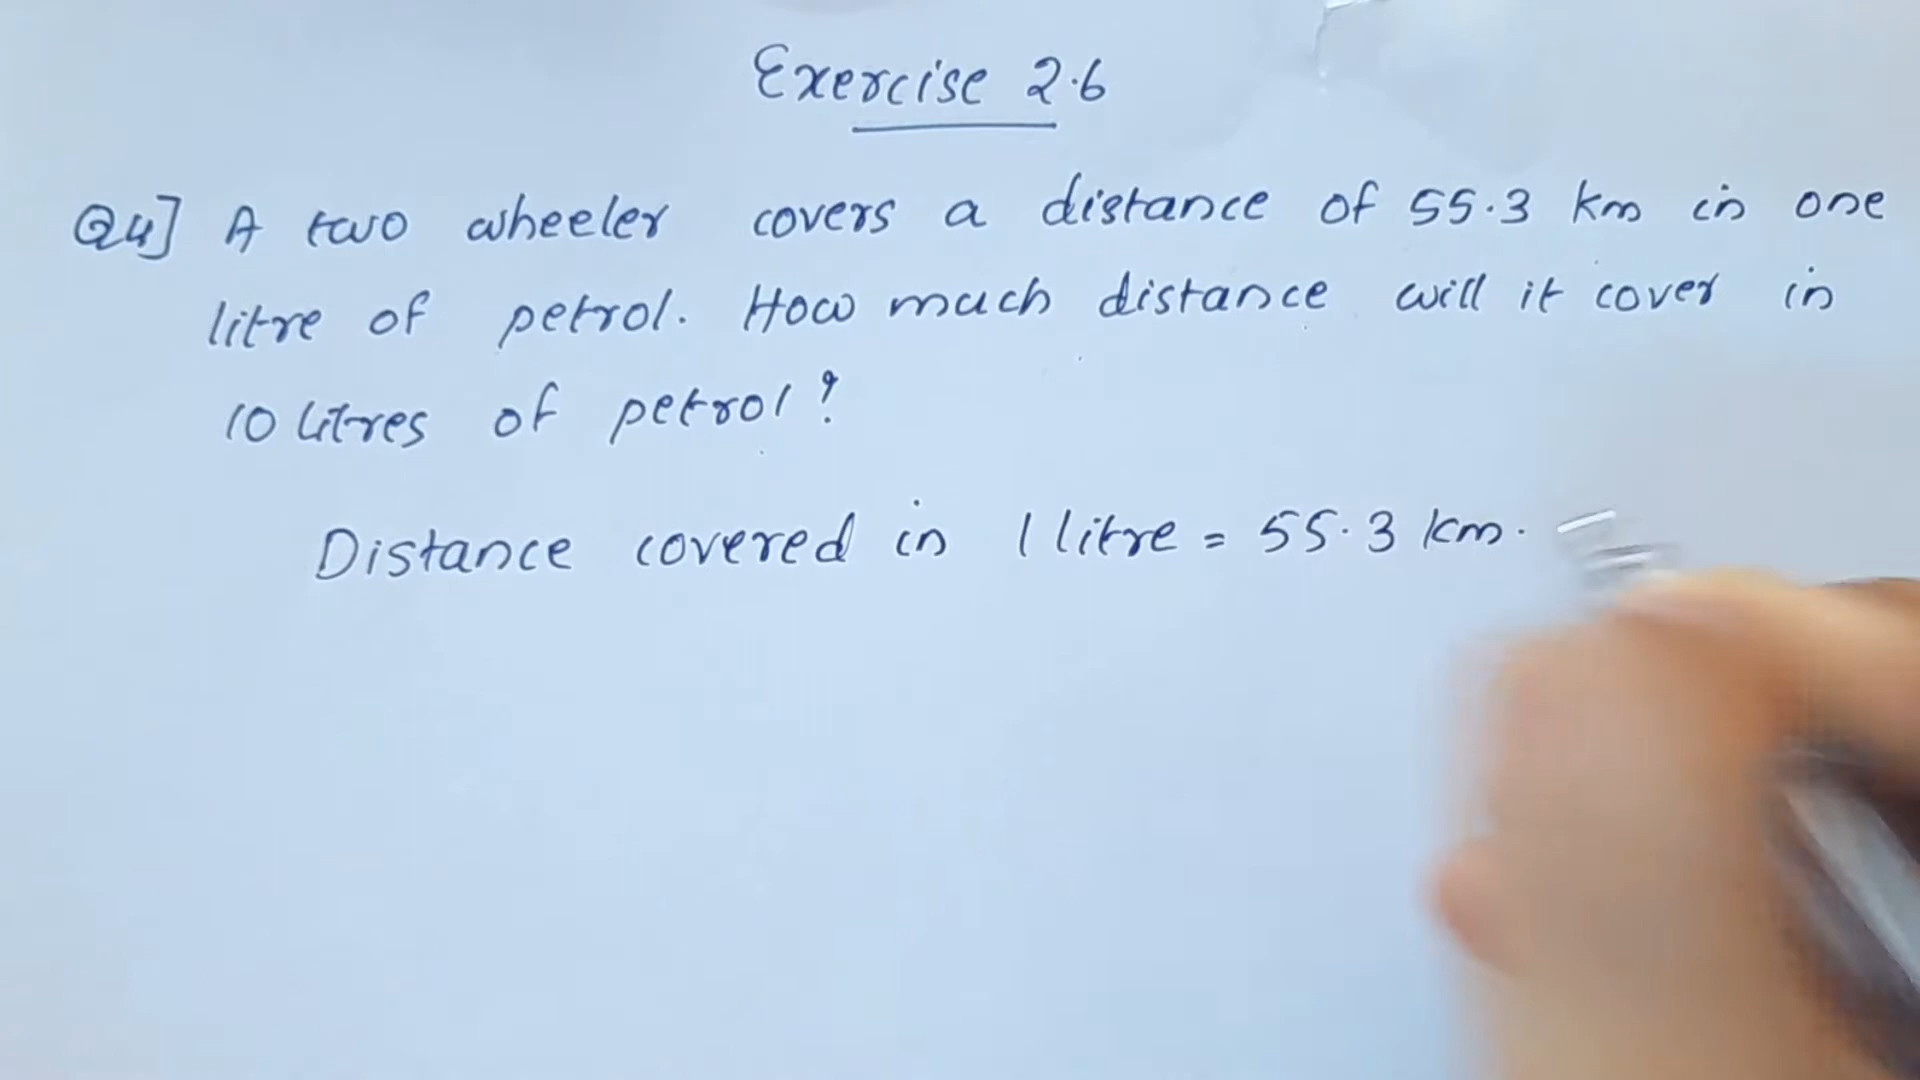 Exercise 2.6
Q4] A two wheeler covers a distance of 55.3 km in one
litre of petrol. How much distance will it cover in
10 litres of petrol?
Distance covered in 1 litre = 55.3 km.